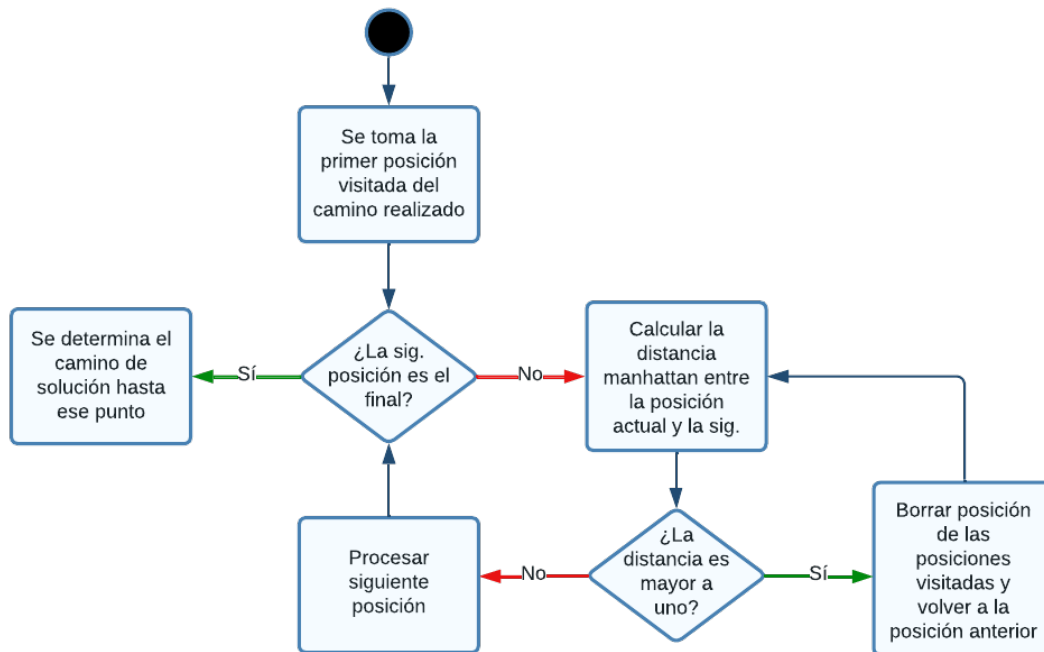 Se toma la
primer posición
visitada del
camino realizado
Se determina el
camino de
solución hasta
ese punto
Sí
¿La sig.
posición es el
final?
No
Calcular la
distancia
manhattan entre
la posición
actual y la sig.
Procesar
siguiente
posición
No
¿La
distancia es
mayor a
uno?
Sí
Borrar posición
de las
posiciones
visitadas y
volver a la
posición anterior